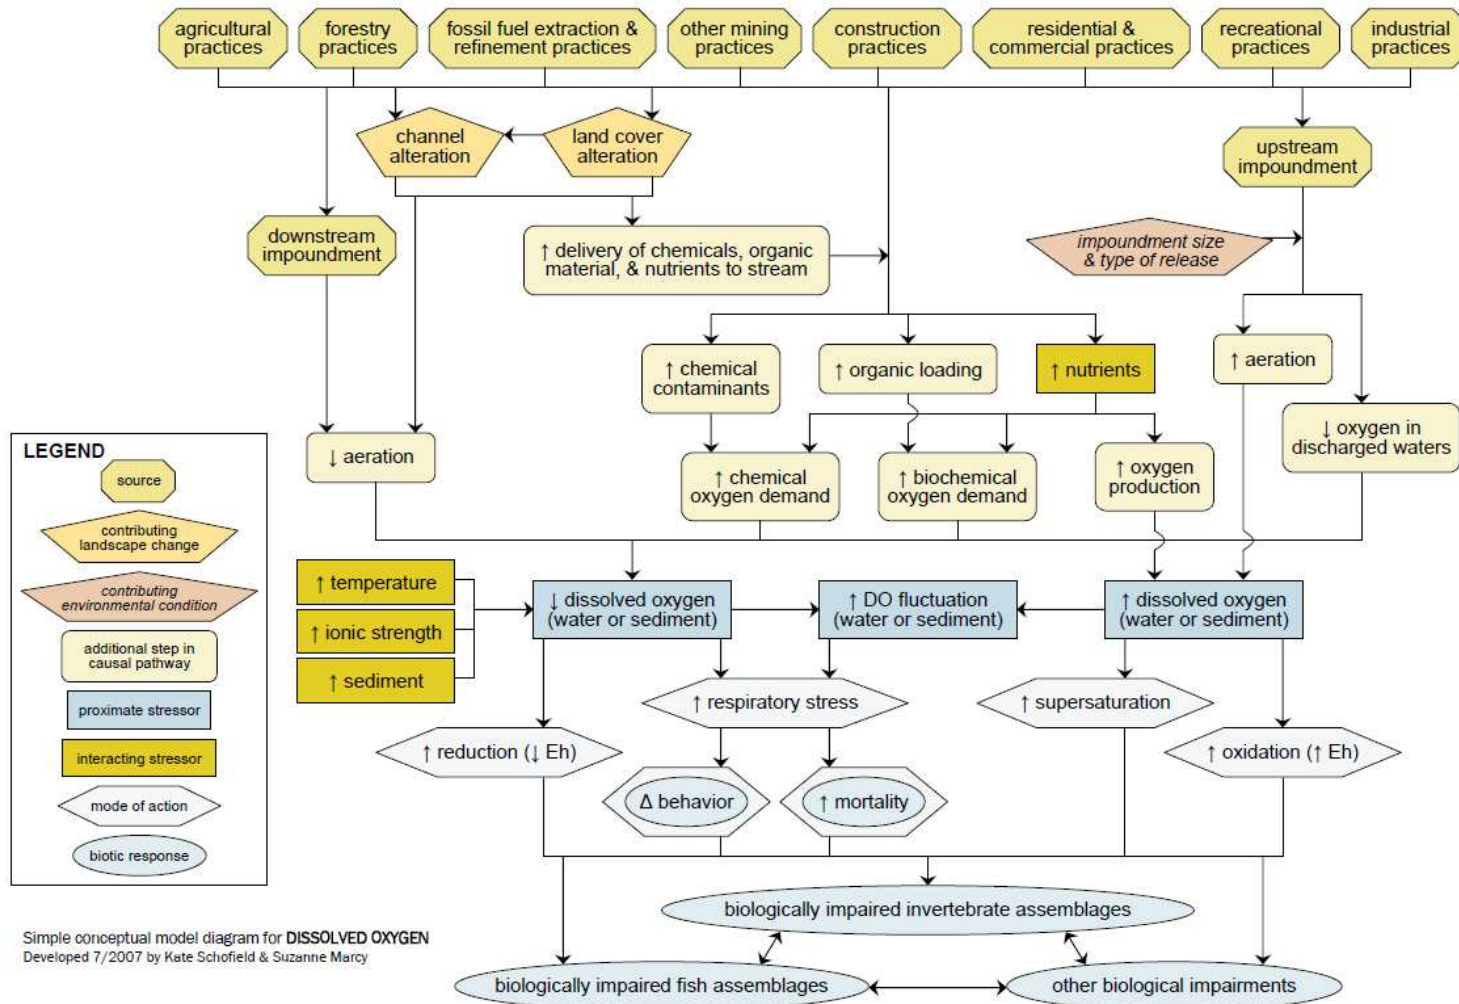 agricultural
practices
forestry
practices
fossil fuel extraction &
refinement practices
other mining
practices
construction
practices
residential &
commercial practices
recreational
practices
industrial
practices
channel
alteration
land cover
alteration
upstream
impoundment
downstream
impoundment
↑ delivery of chemicals, organic
material, & nutrients to stream
impoundment size
& type of release
↑ chemical
contaminants
↑ organic loading
↑ nutrients
↑ aeration
↓ aeration
↑ chemical
oxygen demand
↑ biochemical
oxygen demand
↑ oxygen
production
↓ oxygen in
discharged waters
LEGEND
source
contributing
landscape change
contributing
environmental condition
additional step in
causal pathway
proximate stressor
interacting stressor
mode of action
biotic response
↑ temperature
↑ ionic strength
↑ sediment
↓ dissolved oxygen
(water or sediment)
↑ DO fluctuation
(water or sediment)
↑ dissolved oxygen
(water or sediment)
↑ respiratory stress
↑ supersaturation
↑ reduction (↓ Eh)
↑ oxidation (↑ Eh)
Δ behavior
↑ mortality
biologically impaired invertebrate assemblages
biologically impaired fish assemblages
other biological impairments
Simple conceptual model diagram for DISSOLVED OXYGEN
Developed 7/2007 by Kate Schofield & Suzanne Marcy